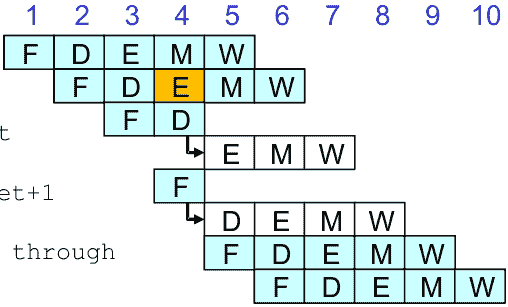 1 2 3 4 5 6 7 8 9 10
F D E M W
F D E M W
F D
t
E M W
F
et+1
D E M W
through F D E M W
F D E M W